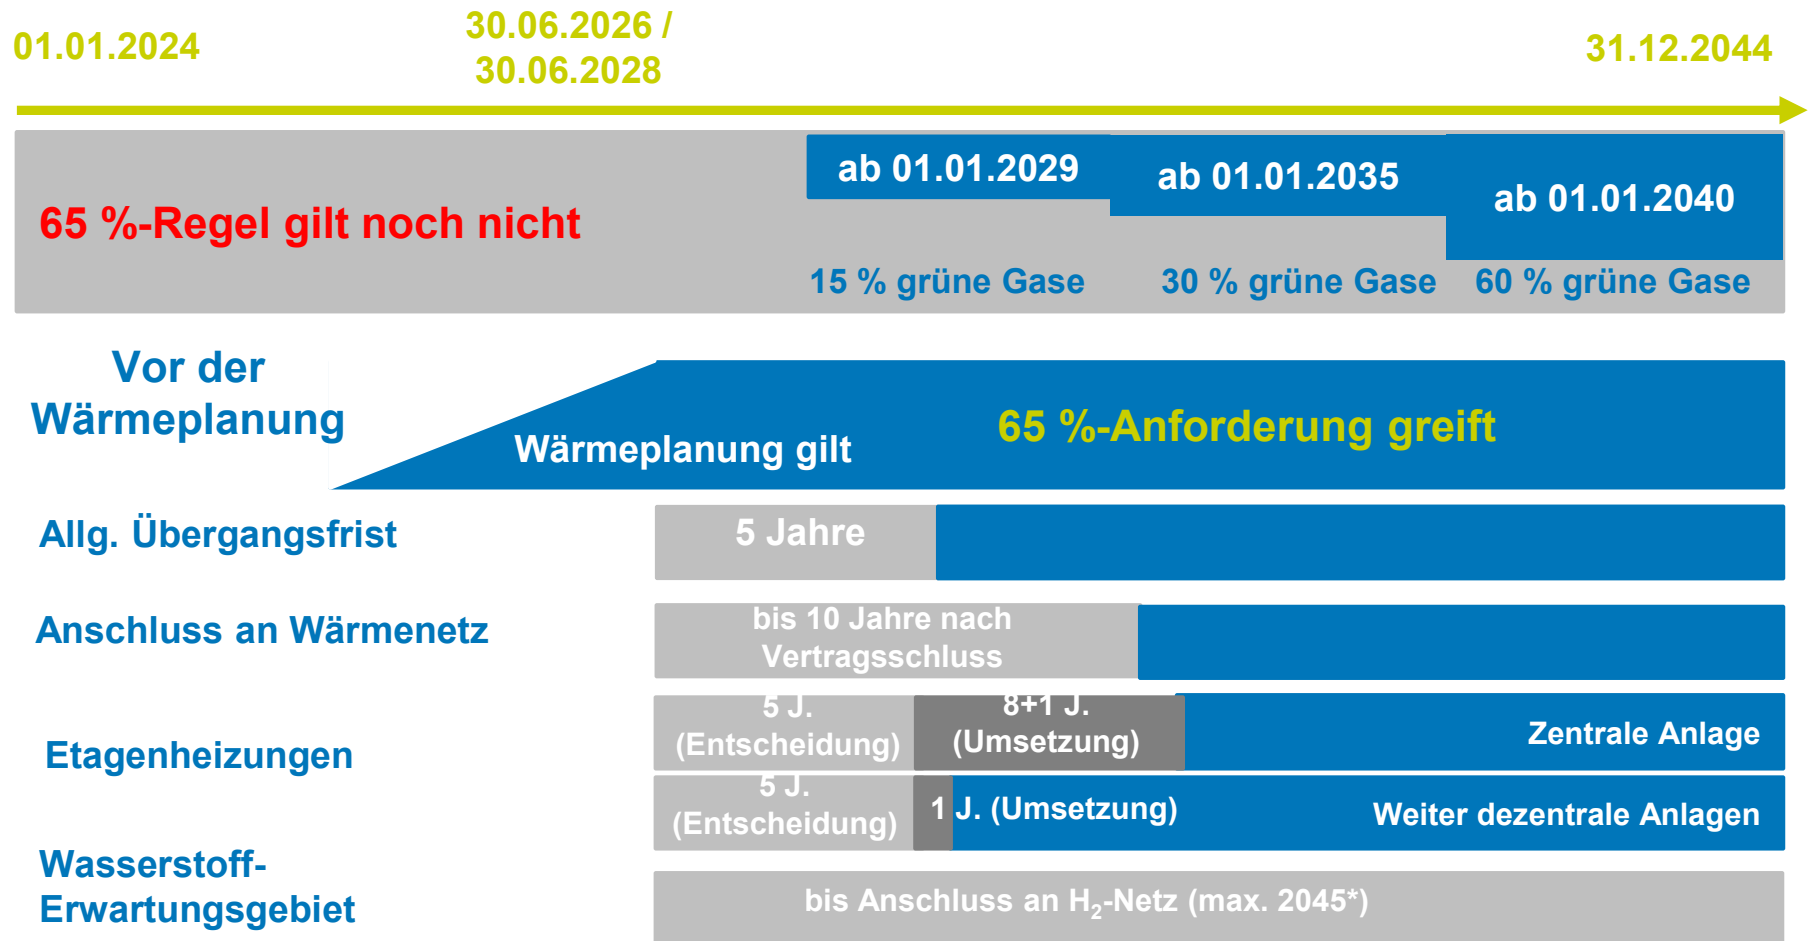 01.01.2024
30.06.2026 /
30.06.2028
31.12.2044
65 %-Regel gilt noch nicht
ab 01.01.2029
ab 01.01.2035
ab 01.01.2040
15 % grüne Gase
30 % grüne Gase
60 % grüne Gase
Vor der
Wärmeplanung
Wärmeplanung gilt
65 %-Anforderung greift
Allg. Übergangsfrist
5 Jahre
Anschluss an Wärmenetz
bis 10 Jahre nach
Vertragsschluss
Etagenheizungen
5 J.
(Entscheidung)
8+1 J.
(Umsetzung)
Zentrale Anlage
5 J.
(Entscheidung)
1 J. (Umsetzung)
Weiter dezentrale Anlagen
Wasserstoff-
Erwartungsgebiet
bis Anschluss an H₂-Netz (max. 2045*)